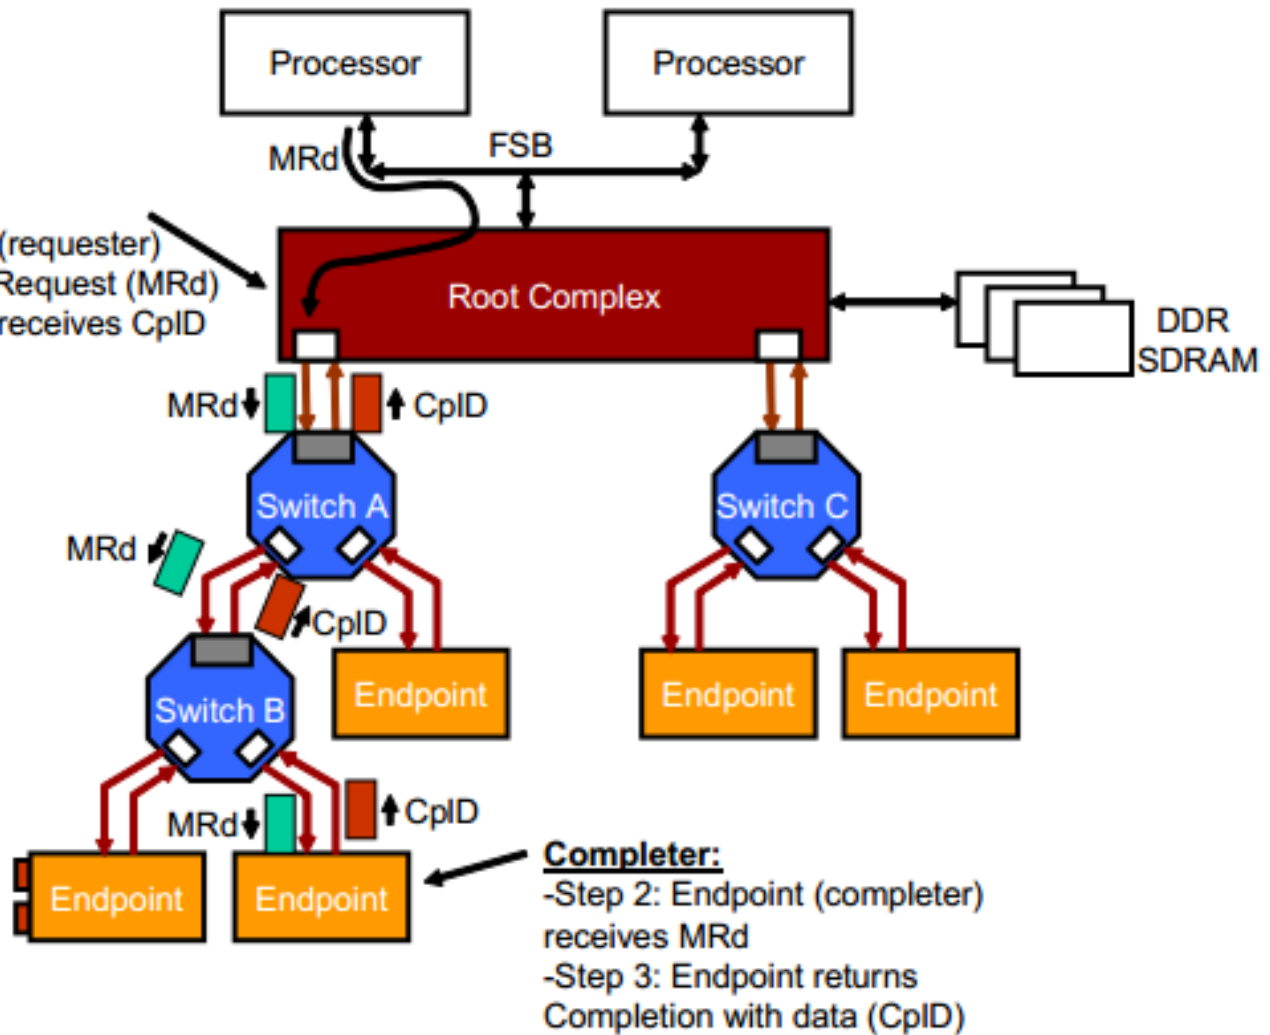 Processor
Processor
MRd
FSB
(requester)
Request (MRd)
receives CplD
Root Complex
DDR
SDRAM
MRd
CplD
Switch A
Switch C
MRd
CplD
Endpoint
Endpoint
Endpoint
Switch B
MRd
CplD
Endpoint
Endpoint
Completer:
-Step 2: Endpoint (completer)
receives MRd
-Step 3: Endpoint returns
Completion with data (CplD)